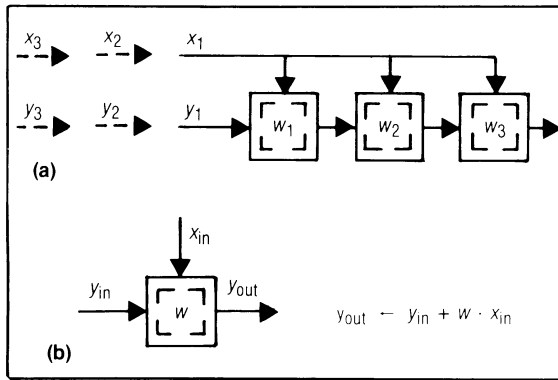 x₃ x₂ x₁
y₃ y₂ y₁ w₁ w₂ w₃
(a)
xᵢₙ
yᵢₙ w yₒᵤₜ
yₒᵤₜ ← yᵢₙ + w · xᵢₙ
(b)